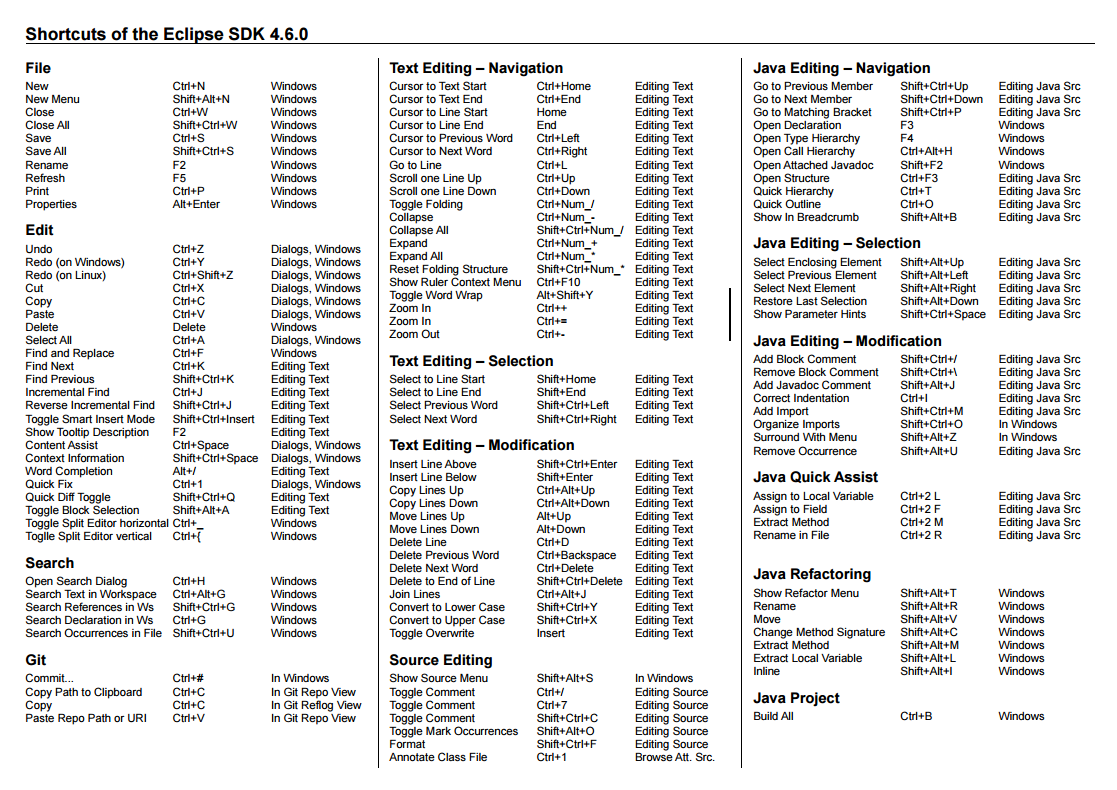 Shortcuts of the Eclipse SDK 4.6.0
File
New Ctrl+N Windows
New Menu Shift+Alt+N Windows
Close Ctrl+W Windows
Close All Shift+Ctrl+W Windows
Save Ctrl+S Windows
Save All Shift+Ctrl+S Windows
Rename F2 Windows
Refresh F5 Windows
Print Ctrl+P Windows
Properties Alt+Enter Windows
Edit
Undo Ctrl+Z Dialogs, Windows
Redo (on Windows) Ctrl+Y Dialogs, Windows
Redo (on Linux) Ctrl+Shift+Z Dialogs, Windows
Cut Ctrl+X Dialogs, Windows
Copy Ctrl+C Dialogs, Windows
Paste Ctrl+V Dialogs, Windows
Delete Delete Windows
Select All Ctrl+A Dialogs, Windows
Find and Replace Ctrl+F Windows
Find Next Ctrl+K Editing Text
Find Previous Shift+Ctrl+K Editing Text
Incremental Find Ctrl+J Editing Text
Reverse Incremental Find Shift+Ctrl+J Editing Text
Toggle Smart Insert Mode Shift+Ctrl+Insert Editing Text
Show Tooltip Description F2 Editing Text
Content Assist Ctrl+Space Dialogs, Windows
Context Information Shift+Ctrl+Space Dialogs, Windows
Word Completion Alt+/ Editing Text
Quick Fix Ctrl+1 Dialogs, Windows
Quick Diff Toggle Shift+Ctrl+Q Editing Text
Toggle Block Selection Shift+Alt+A Editing Text
Toggle Split Editor horizontal Ctrl+_ Windows
Toglle Split Editor vertical Ctrl+{ Windows
Search
Open Search Dialog Ctrl+H Windows
Search Text in Workspace Ctrl+Alt+G Windows
Search References in Ws Shift+Ctrl+G Windows
Search Declaration in Ws Ctrl+G Windows
Search Occurrences in File Shift+Ctrl+U Windows
Git
Commit... Ctrl+# In Windows
Copy Path to Clipboard Ctrl+C In Git Repo View
Copy Ctrl+C In Git Reflog View
Paste Repo Path or URI Ctrl+V In Git Repo View
Text Editing – Navigation
Cursor to Text Start Ctrl+Home Editing Text
Cursor to Text End Ctrl+End Editing Text
Cursor to Line Start Home Editing Text
Cursor to Line End End Editing Text
Cursor to Previous Word Ctrl+Left Editing Text
Cursor to Next Word Ctrl+Right Editing Text
Go to Line Ctrl+L Editing Text
Scroll one Line Up Ctrl+Up Editing Text
Scroll one Line Down Ctrl+Down Editing Text
Toggle Folding Ctrl+Num_/ Editing Text
Collapse Ctrl+Num_- Editing Text
Collapse All Shift+Ctrl+Num_/ Editing Text
Expand Ctrl+Num_+ Editing Text
Expand All Ctrl+Num_* Editing Text
Reset Folding Structure Shift+Ctrl+Num_* Editing Text
Show Ruler Context Menu Ctrl+F10 Editing Text
Toggle Word Wrap Alt+Shift+Y Editing Text
Zoom In Ctrl++ Editing Text
Zoom In Ctrl+= Editing Text
Zoom Out Ctrl+- Editing Text
Text Editing – Selection
Select to Line Start Shift+Home Editing Text
Select to Line End Shift+End Editing Text
Select Previous Word Shift+Ctrl+Left Editing Text
Select Next Word Shift+Ctrl+Right Editing Text
Text Editing – Modification
Insert Line Above Shift+Ctrl+Enter Editing Text
Insert Line Below Shift+Enter Editing Text
Copy Lines Up Ctrl+Alt+Up Editing Text
Copy Lines Down Ctrl+Alt+Down Editing Text
Move Lines Up Alt+Up Editing Text
Move Lines Down Alt+Down Editing Text
Delete Line Ctrl+D Editing Text
Delete Previous Word Ctrl+Backspace Editing Text
Delete Next Word Ctrl+Delete Editing Text
Delete to End of Line Shift+Ctrl+Delete Editing Text
Join Lines Ctrl+Alt+J Editing Text
Convert to Lower Case Shift+Ctrl+Y Editing Text
Convert to Upper Case Shift+Ctrl+X Editing Text
Toggle Overwrite Insert Editing Text
Source Editing
Show Source Menu Shift+Alt+S In Windows
Toggle Comment Ctrl+/ Editing Source
Toggle Comment Ctrl+7 Editing Source
Toggle Comment Shift+Ctrl+C Editing Source
Toggle Mark Occurrences Shift+Alt+O Editing Source
Format Shift+Ctrl+F Editing Source
Annotate Class File Ctrl+1 Browse Att. Src.
Java Editing – Navigation
Go to Previous Member Shift+Ctrl+Up Editing Java Src
Go to Next Member Shift+Ctrl+Down Editing Java Src
Go to Matching Bracket Shift+Ctrl+P Editing Java Src
Open Declaration F3 Windows
Open Type Hierarchy F4 Windows
Open Call Hierarchy Ctrl+Alt+H Windows
Open Attached Javadoc Shift+F2 Windows
Open Structure Ctrl+F3 Editing Java Src
Quick Hierarchy Ctrl+T Editing Java Src
Quick Outline Ctrl+O Editing Java Src
Show In Breadcrumb Shift+Alt+B Editing Java Src
Java Editing – Selection
Select Enclosing Element Shift+Alt+Up Editing Java Src
Select Previous Element Shift+Alt+Left Editing Java Src
Select Next Element Shift+Alt+Right Editing Java Src
Restore Last Selection Shift+Alt+Down Editing Java Src
Show Parameter Hints Shift+Ctrl+Space Editing Java Src
Java Editing – Modification
Add Block Comment Shift+Ctrl+/ Editing Java Src
Remove Block Comment Shift+Ctrl+\ Editing Java Src
Add Javadoc Comment Shift+Alt+J Editing Java Src
Correct Indentation Ctrl+I Editing Java Src
Add Import Shift+Ctrl+M Editing Java Src
Organize Imports Shift+Ctrl+O In Windows
Surround With Menu Shift+Alt+Z In Windows
Remove Occurrence Shift+Alt+U Editing Java Src
Java Quick Assist
Assign to Local Variable Ctrl+2 L Editing Java Src
Assign to Field Ctrl+2 F Editing Java Src
Extract Method Ctrl+2 M Editing Java Src
Rename in File Ctrl+2 R Editing Java Src
Java Refactoring
Show Refactor Menu Shift+Alt+T Windows
Rename Shift+Alt+R Windows
Move Shift+Alt+V Windows
Change Method Signature Shift+Alt+C Windows
Extract Method Shift+Alt+M Windows
Extract Local Variable Shift+Alt+L Windows
Inline Shift+Alt+I Windows
Java Project
Build All Ctrl+B Windows